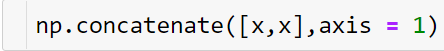 np.concatenate([x,x],axis = 1)